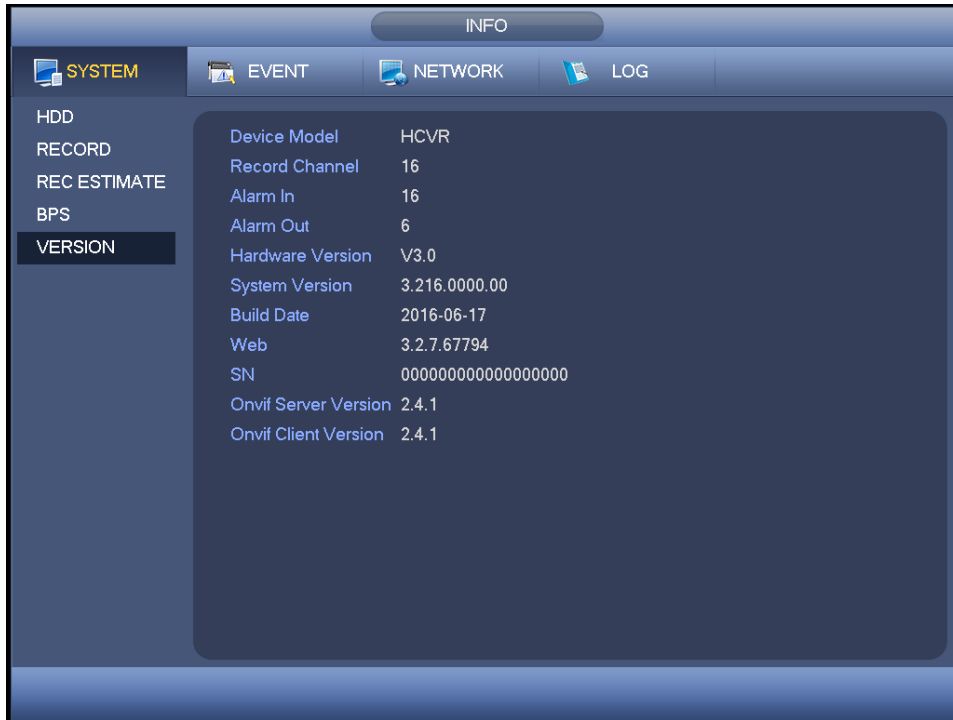 INFO
SYSTEM EVENT NETWORK LOG
HDD
RECORD
REC ESTIMATE
BPS
VERSION
Device Model HCVR
Record Channel 16
Alarm In 16
Alarm Out 6
Hardware Version V3.0
System Version 3.216.0000.00
Build Date 2016-06-17
Web 3.2.7.67794
SN 000000000000000000
Onvif Server Version 2.4.1
Onvif Client Version 2.4.1